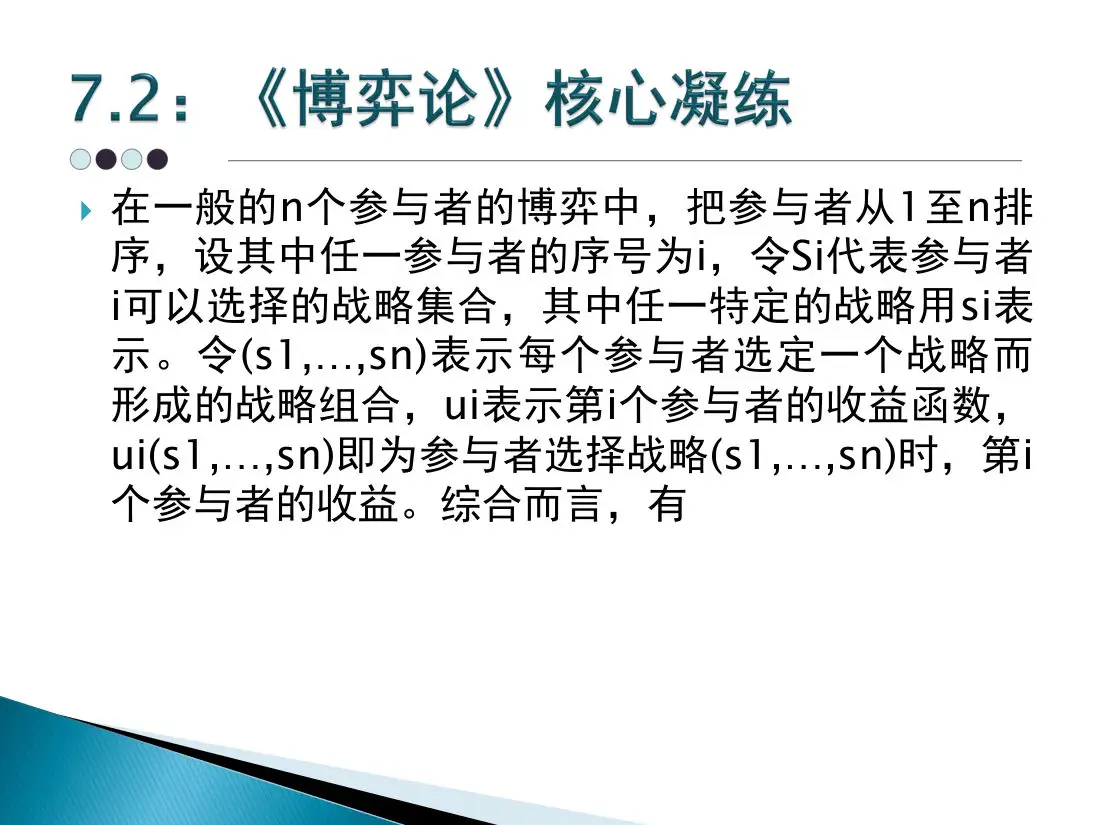 7.2：《博弈论》核心凝练
在一般的n个参与者的博弈中，把参与者从1至n排
序，设其中任一参与者的序号为i，令Si代表参与者
i可以选择的战略集合，其中任一特定的战略用si表
示。令(s1,…,sn)表示每个参与者选定一个战略而
形成的战略组合，ui表示第i个参与者的收益函数，
ui(s1,…,sn)即为参与者选择战略(s1,…,sn)时，第i
个参与者的收益。综合而言，有